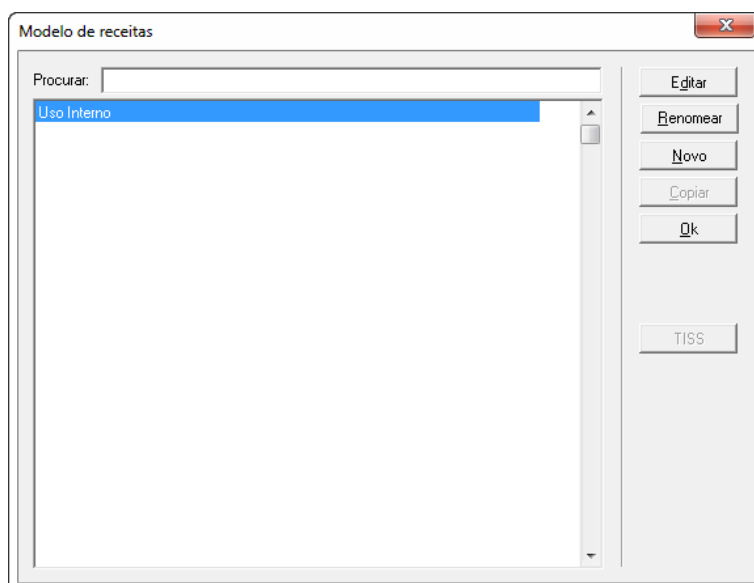 Modelo de receitas
Procurar:
Uso Interno
Editar
Renomear
Novo
Copiar
Ok
TISS